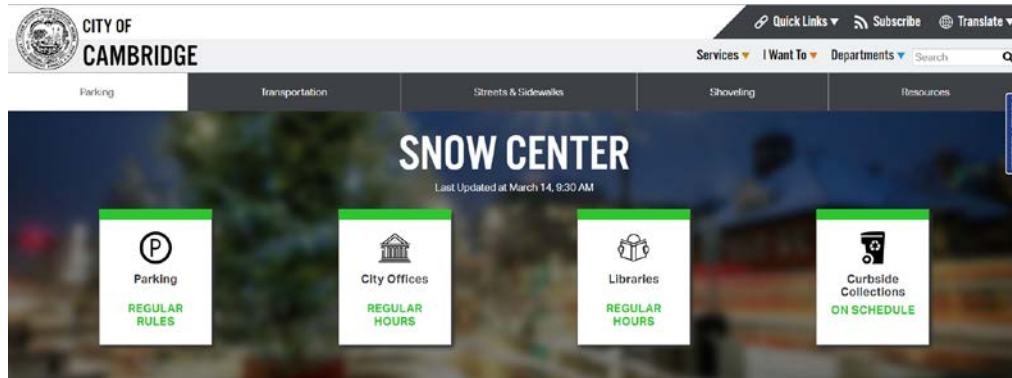 CITY OF
CAMBRIDGE
Quick Links Subscribe Translate
Services I Want To Departments Search
Parking Transportation Streets & Sidewalks Shoveling Resources
SNOW CENTER
Last Updated at March 14, 9:30 AM
P
Parking
REGULAR
RULES
City Offices
REGULAR
HOURS
Libraries
REGULAR
HOURS
Curbside
Collections
ON SCHEDULE